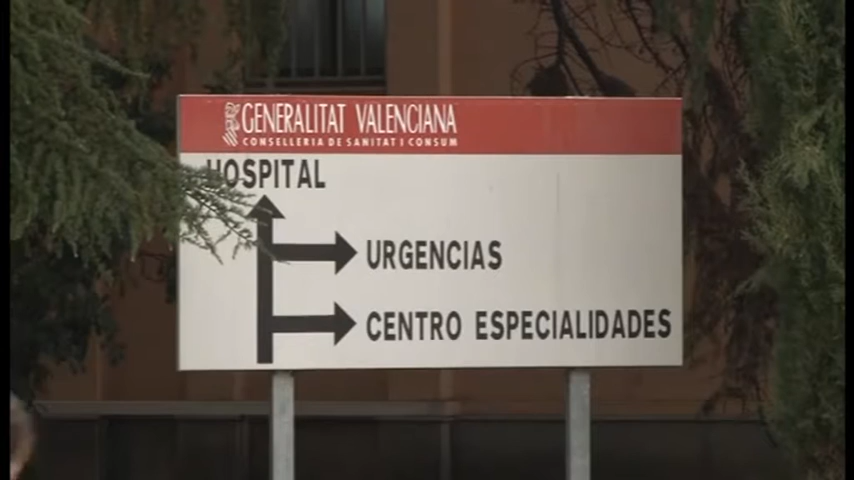 GENERALITAT VALENCIANA
CONSELLERIA DE SANITAT I CONSUM
HOSPITAL
URGENCIAS
CENTRO ESPECIALIDADES